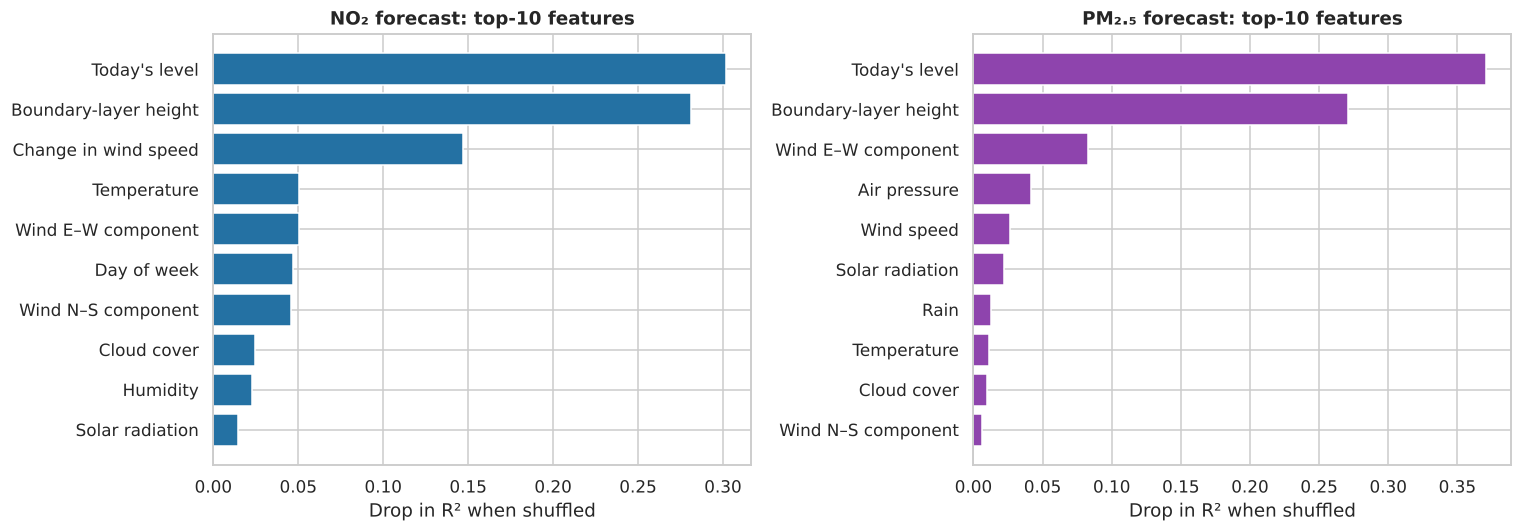 NO₂ forecast: top-10 features
Today's level
Boundary-layer height
Change in wind speed
Temperature
Wind E–W component
Day of week
Wind N–S component
Cloud cover
Humidity
Solar radiation
0.00 0.05 0.10 0.15 0.20 0.25 0.30
Drop in R² when shuffled
PM₂.₅ forecast: top-10 features
Today's level
Boundary-layer height
Wind E–W component
Air pressure
Wind speed
Solar radiation
Rain
Temperature
Cloud cover
Wind N–S component
0.00 0.05 0.10 0.15 0.20 0.25 0.30 0.35
Drop in R² when shuffled